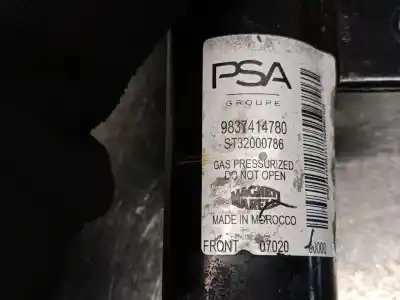 PSA
GROUPE
9837414780
ST32000786
GAS PRESSURIZED
DO NOT OPEN
MAGNETI
MARELLI
MADE IN MOROCCO
FRONT 07020